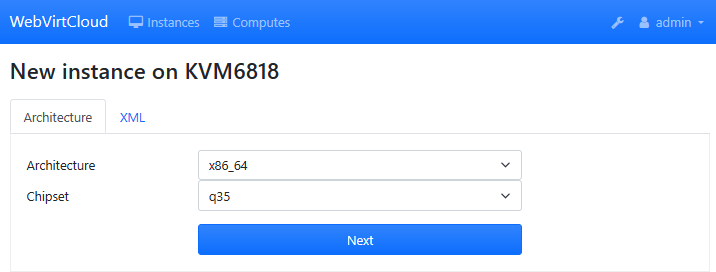 WebVirtCloud Instances Computes admin
New instance on KVM6818
Architecture XML
Architecture x86_64
Chipset q35
Next